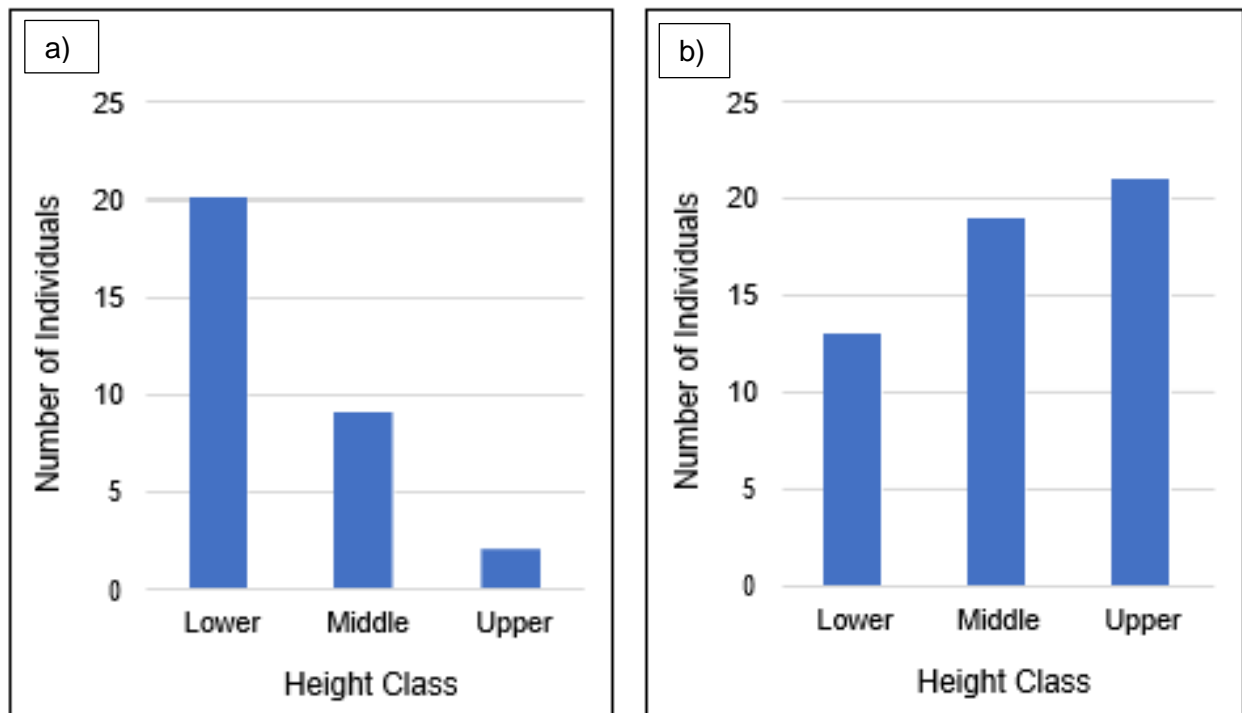 a)
25
20
15
10
5
0
Number of Individuals
Lower Middle Upper
Height Class
b)
25
20
15
10
5
0
Number of Individuals
Lower Middle Upper
Height Class